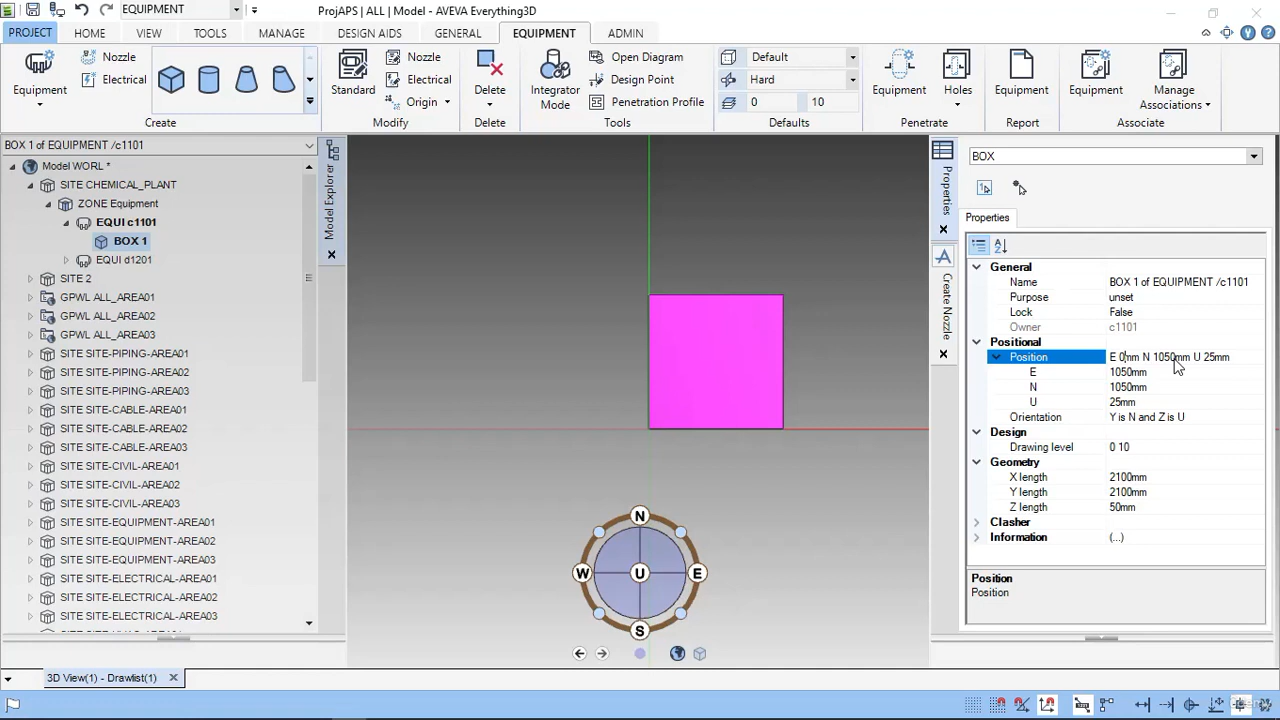 EQUIPMENT
ProjAPS | ALL | Model - AVEVA Everything3D
PROJECT HOME VIEW TOOLS MANAGE DESIGN AIDS GENERAL EQUIPMENT ADMIN
Equipment
Nozzle
Electrical
Create
Standard
Nozzle
Electrical
Origin
Modify
Delete
Delete
Integrator
Mode
Open Diagram
Design Point
Penetration Profile
Tools
Default
Hard
0 10
Defaults
Equipment Holes
Penetrate
Equipment
Report
Equipment
Manage
Associations
Associate
BOX 1 of EQUIPMENT /c1101
Model WORL *
SITE CHEMICAL_PLANT
ZONE Equipment
EQUI c1101
BOX 1
EQUI d1201
SITE 2
GPWL ALL_AREA01
GPWL ALL_AREA02
GPWL ALL_AREA03
SITE SITE-PIPING-AREA01
SITE SITE-PIPING-AREA02
SITE SITE-PIPING-AREA03
SITE SITE-CABLE-AREA01
SITE SITE-CABLE-AREA02
SITE SITE-CABLE-AREA03
SITE SITE-CIVIL-AREA01
SITE SITE-CIVIL-AREA02
SITE SITE-CIVIL-AREA03
SITE SITE-EQUIPMENT-AREA01
SITE SITE-EQUIPMENT-AREA02
SITE SITE-EQUIPMENT-AREA03
SITE SITE-ELECTRICAL-AREA01
SITE SITE-ELECTRICAL-AREA02
SITE SITE-ELECTRICAL-AREA03
Model Explorer
N
W U E
S
Properties
Create Nozzle
BOX
Properties
General
Name BOX 1 of EQUIPMENT /c1101
Purpose unset
Lock False
Owner c1101
Positional
Position E 0mm N 1050mm U 25mm
E 1050mm
N 1050mm
U 25mm
Orientation Y is N and Z is U
Design
Drawing level 0 10
Geometry
X length 2100mm
Y length 2100mm
Z length 50mm
Clasher
Information (...)
Position
Position
3D View(1) - Drawlist(1)